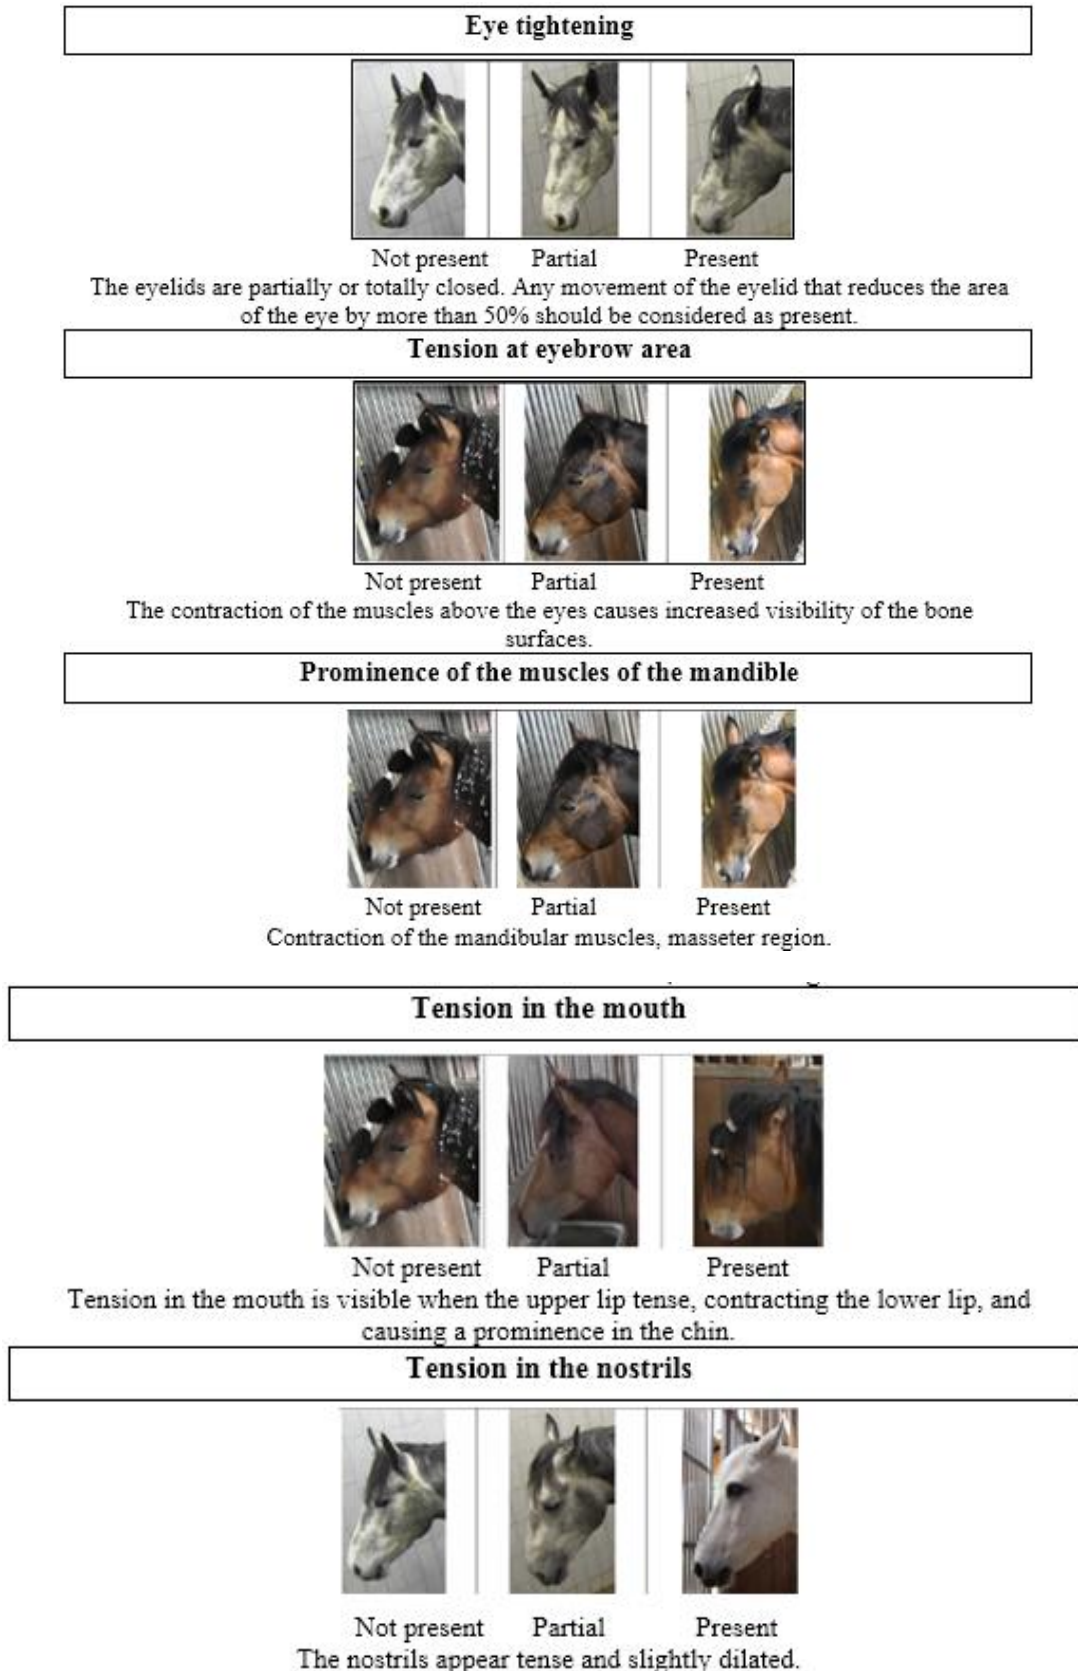 Eye tightening
Not present Partial Present
The eyelids are partially or totally closed. Any movement of the eyelid that reduces the area
of the eye by more than 50% should be considered as present.
Tension at eyebrow area
Not present Partial Present
The contraction of the muscles above the eyes causes increased visibility of the bone
surfaces.
Prominence of the muscles of the mandible
Not present Partial Present
Contraction of the mandibular muscles, masseter region.
Tension in the mouth
Not present Partial Present
Tension in the mouth is visible when the upper lip tense, contracting the lower lip, and
causing a prominence in the chin.
Tension in the nostrils
Not present Partial Present
The nostrils appear tense and slightly dilated.